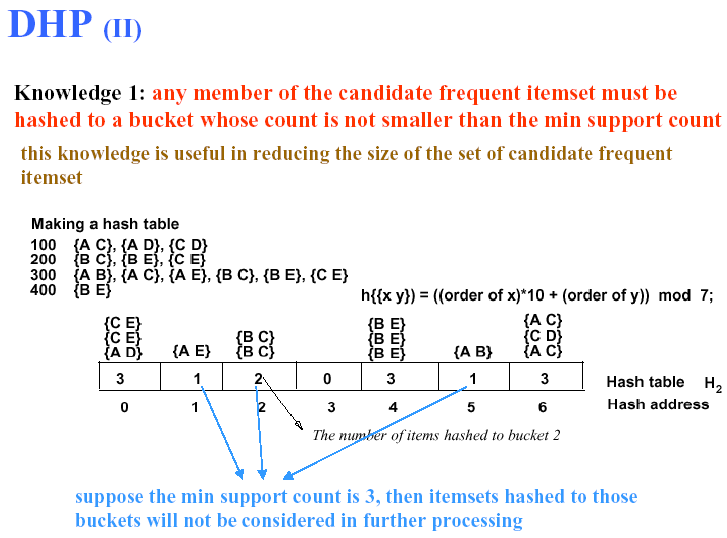 DHP (II)
Knowledge 1: any member of the candidate frequent itemset must be
hashed to a bucket whose count is not smaller than the min support count
this knowledge is useful in reducing the size of the set of candidate frequent
itemset
Making a hash table
100 {A C}, {A D}, {C D}
200 {B C}, {B E}, {C E}
300 {A B}, {A C}, {A E}, {B C}, {B E}, {C E}
400 {B E}
h{{x y}) = ((order of x)*10 + (order of y)) mod 7;
{C E} {B E} {A C}
{C E} {B C} {B E} {C D}
{A D} {A E} {B C} {B E} {A B} {A C}
3 1 2 0 3 1 3 Hash table H2
0 1 2 3 4 5 6 Hash address
The number of items hashed to bucket 2
suppose the min support count is 3, then itemsets hashed to those
buckets will not be considered in further processing